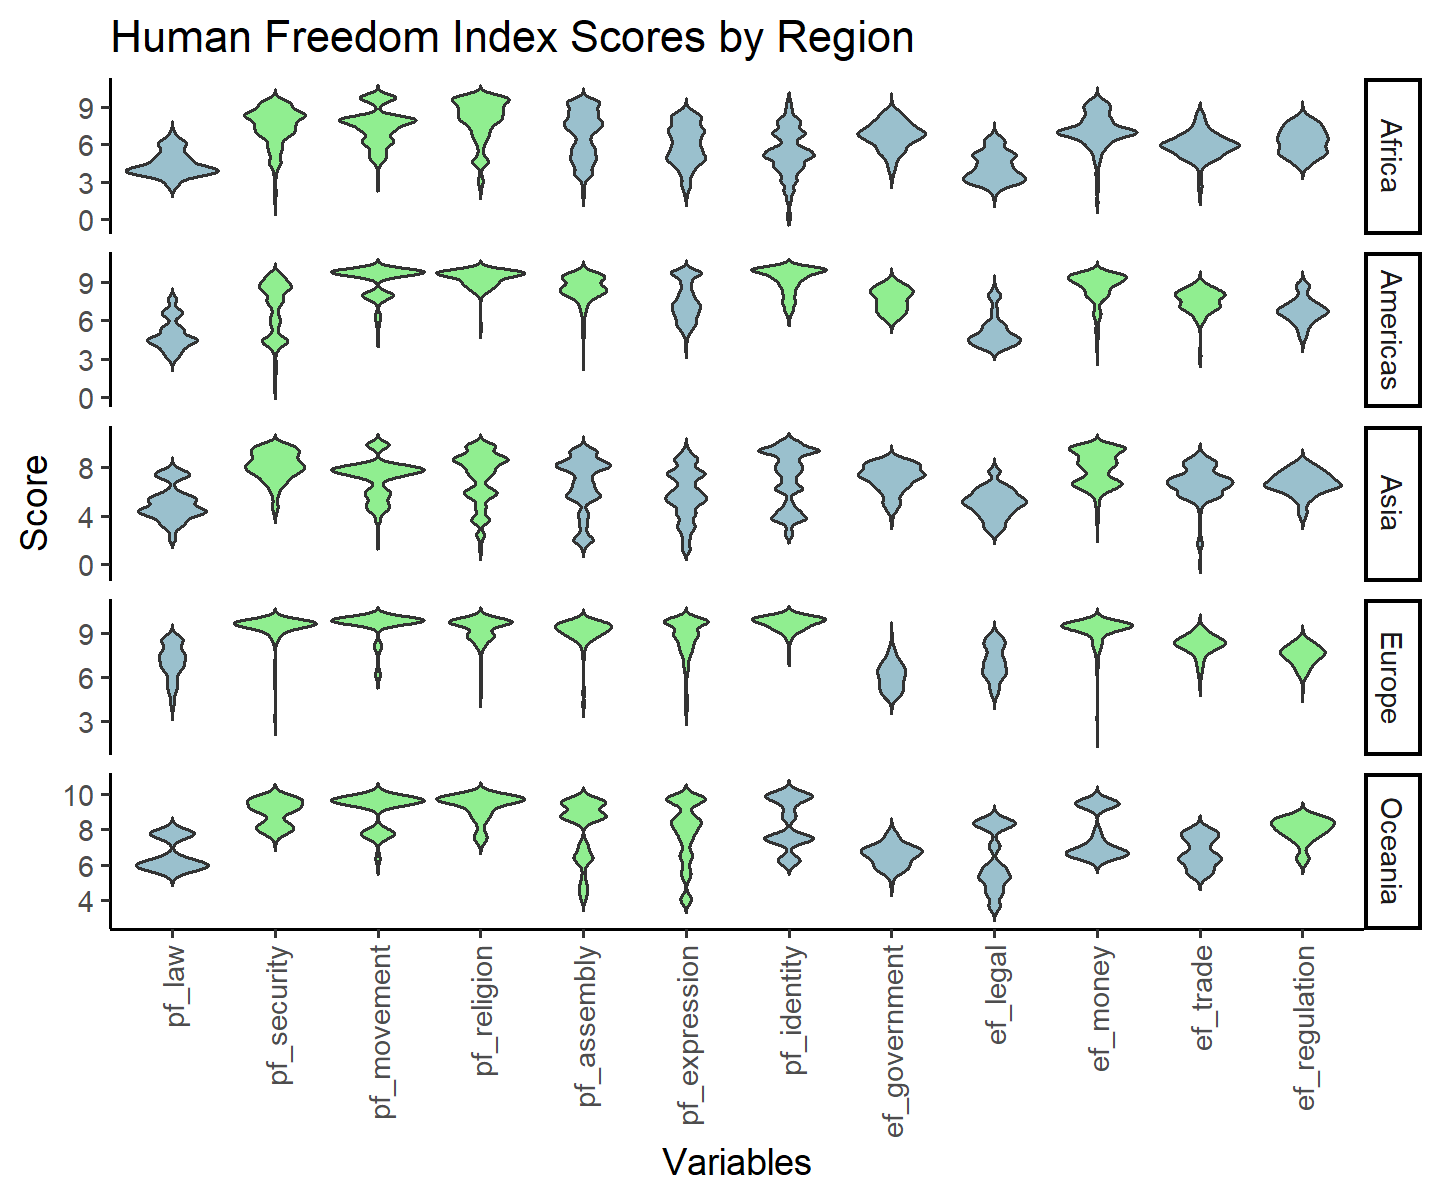 Human Freedom Index Scores by Region
9
6
3
0
Africa
9
6
3
0
Americas
8
4
0
Asia
9
6
3
Europe
10
8
6
4
Oceania
Score
pf_law
pf_security
pf_movement
pf_religion
pf_assembly
pf_expression
pf_identity
ef_government
ef_legal
ef_money
ef_trade
ef_regulation
Variables